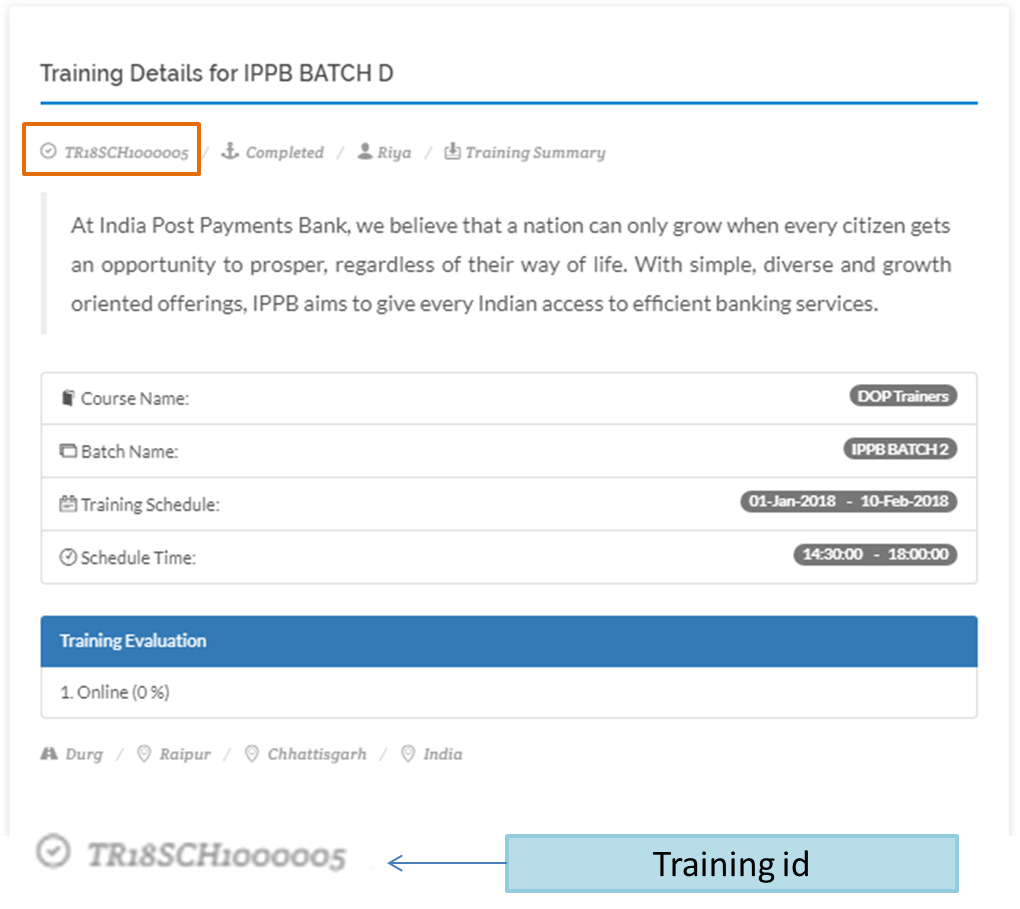 Training Details for IPPB BATCH D
TR18SCH1000005 / Completed / Riya / Training Summary
At India Post Payments Bank, we believe that a nation can only grow when every citizen gets
an opportunity to prosper, regardless of their way of life. With simple, diverse and growth
oriented offerings, IPPB aims to give every Indian access to efficient banking services.
Course Name: DOP Trainers
Batch Name: IPPB BATCH 2
Training Schedule: 01-Jan-2018 - 10-Feb-2018
Schedule Time: 14:30:00 - 18:00:00
Training Evaluation
1. Online (0 %)
Durg / Raipur / Chhattisgarh / India
TR18SCH1000005 Training id